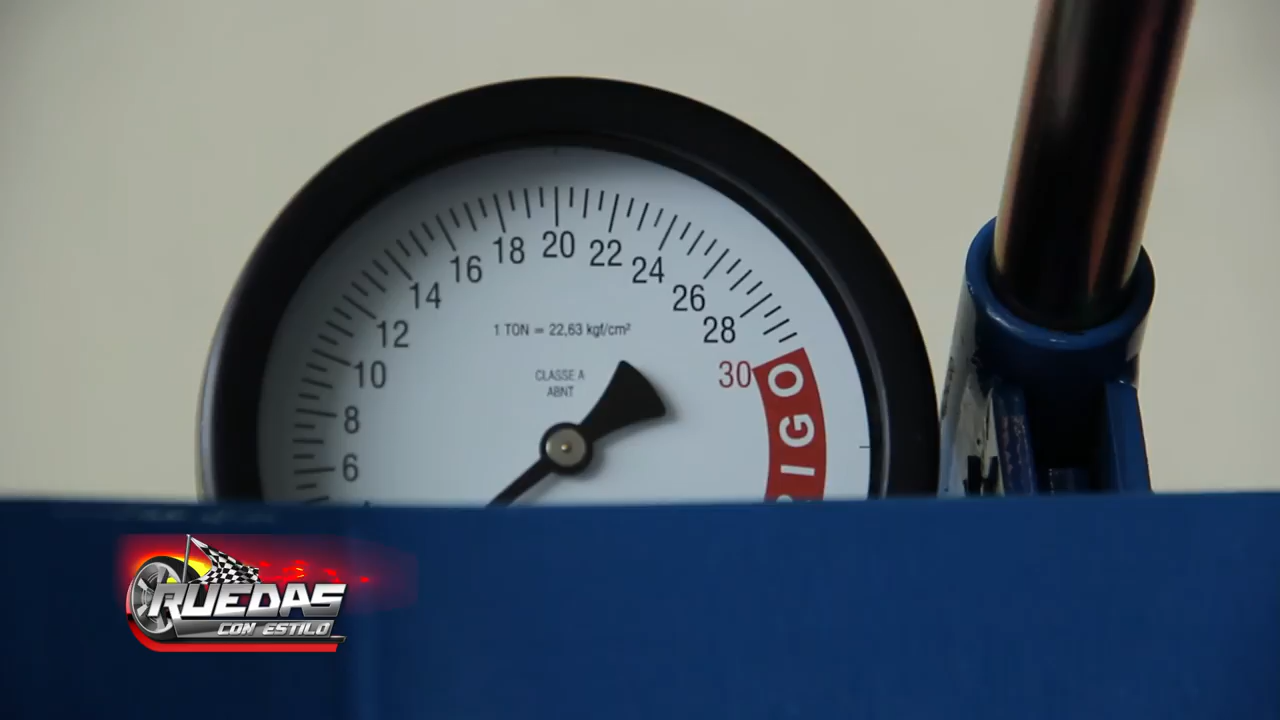 20
18
22
16
24
14
26
12
28
1 TON = 22,63 kgf/cm²
10
30
CLASSE A
ABNT
8
6
IGO
RUEDAS
CON ESTILO